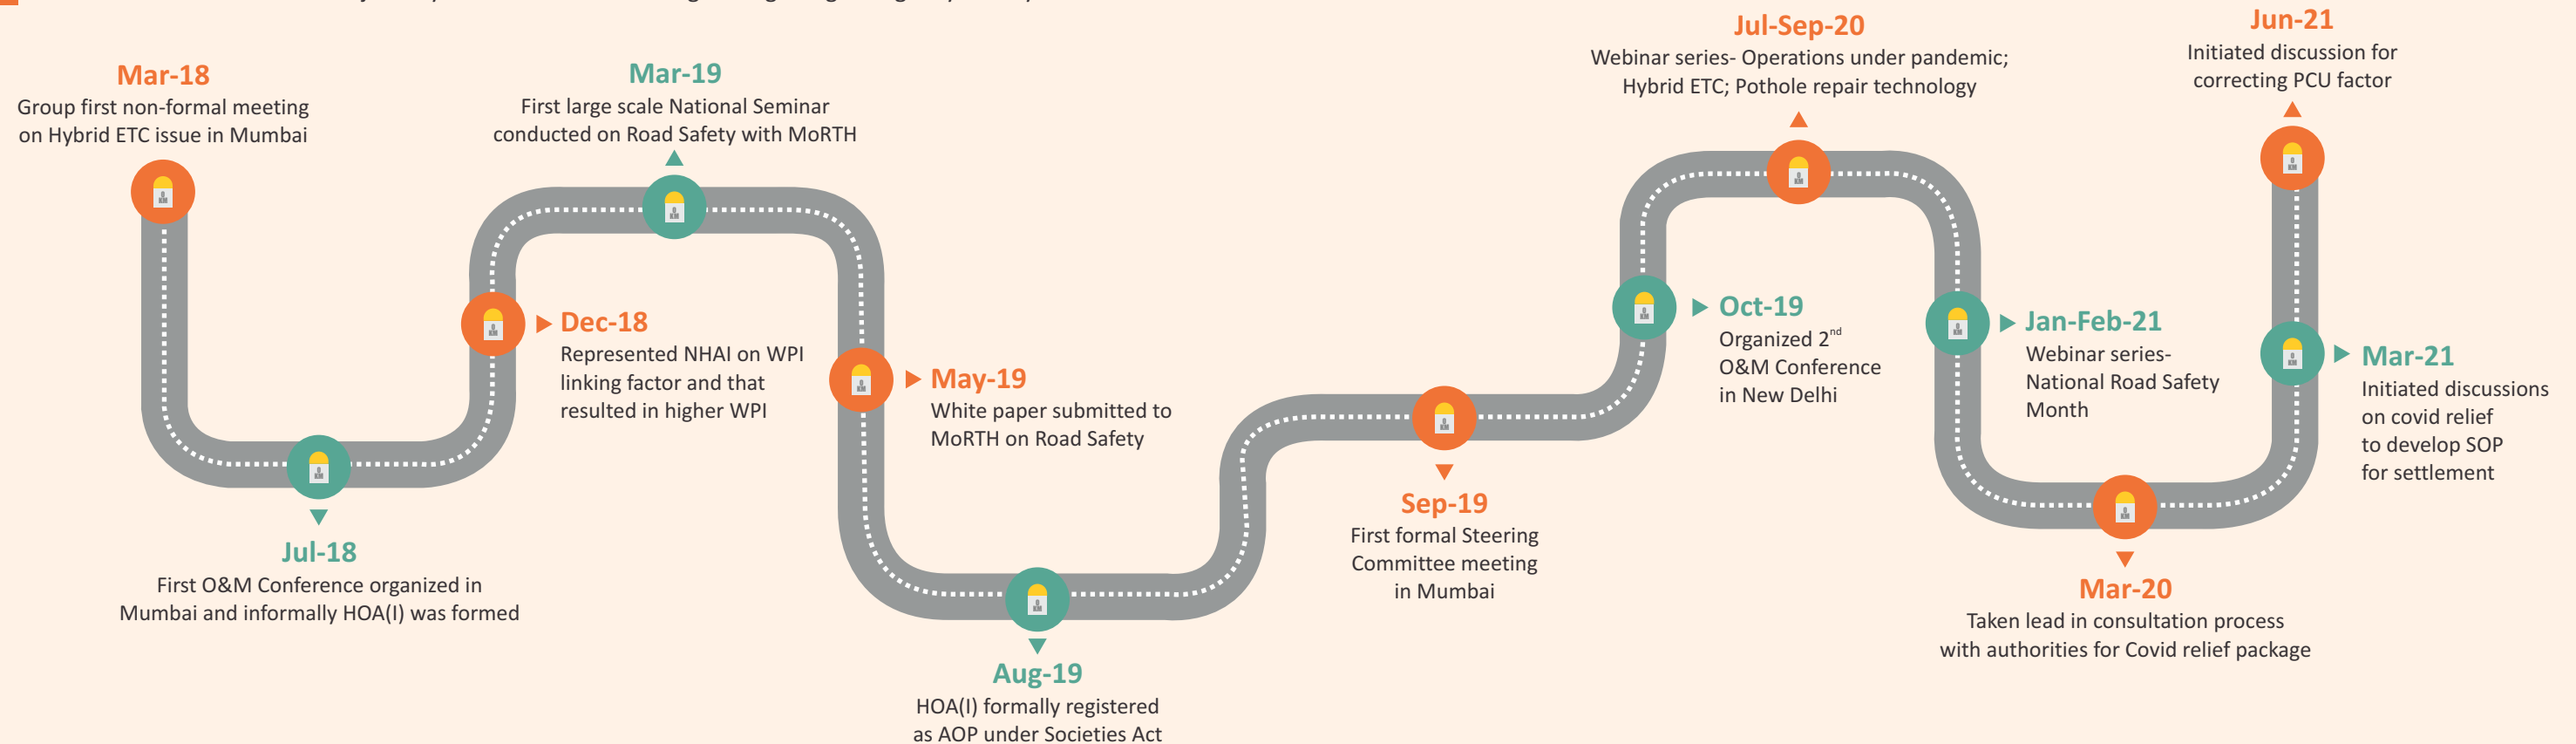 Mar-18
Group first non-formal meeting
on Hybrid ETC issue in Mumbai
Jul-18
First O&M Conference organized in
Mumbai and informally HOA(I) was formed
Dec-18
Represented NHAI on WPI
linking factor and that
resulted in higher WPI
Mar-19
First large scale National Seminar
conducted on Road Safety with MoRTH
May-19
White paper submitted to
MoRTH on Road Safety
Aug-19
HOA(I) formally registered
as AOP under Societies Act
Sep-19
First formal Steering
Committee meeting
in Mumbai
Oct-19
Organized 2nd
O&M Conference
in New Delhi
Jul-Sep-20
Webinar series- Operations under pandemic;
Hybrid ETC; Pothole repair technology
Jan-Feb-21
Webinar series-
National Road Safety
Month
Mar-20
Taken lead in consultation process
with authorities for Covid relief package
Mar-21
Initiated discussions
on covid relief
to develop SOP
for settlement
Jun-21
Initiated discussion for
correcting PCU factor